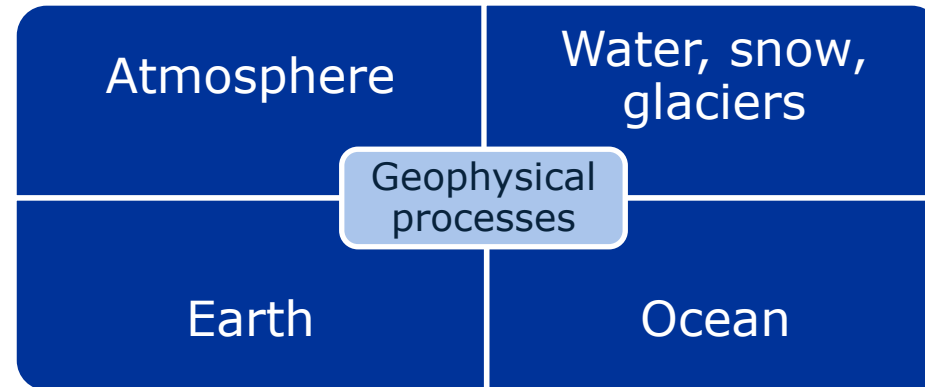 Atmosphere
Water, snow,
glaciers
Geophysical
processes
Earth
Ocean